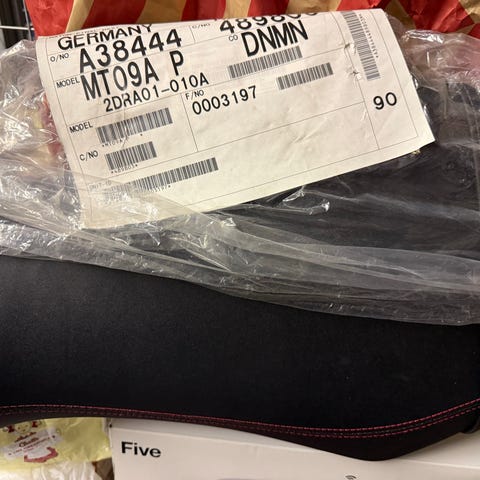 GERMANY
O/NO A38444
CO DNMN
MODEL MT09A P
2DRA01-010A
F/NO
0003197
90
MODEL
C/NO
Five